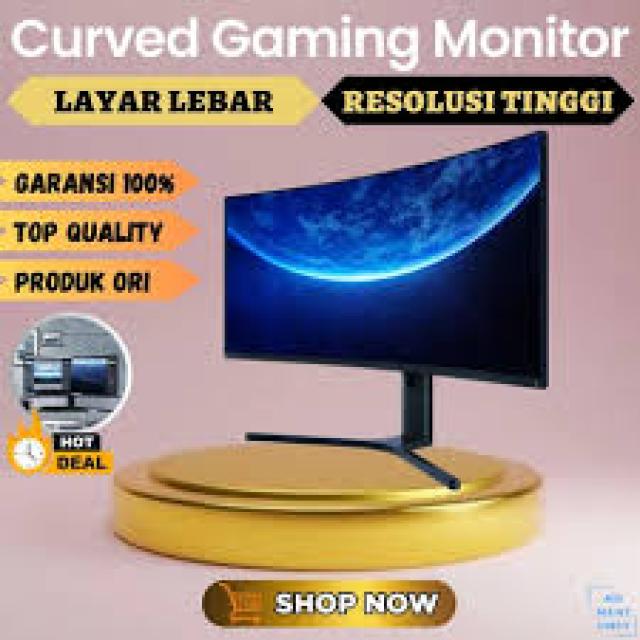 Curved Gaming Monitor
LAYAR LEBAR
RESOLUSI TINGGI
GARANSI 100%
TOP QUALITY
PRODUK ORI
HOT
DEAL
SHOP NOW